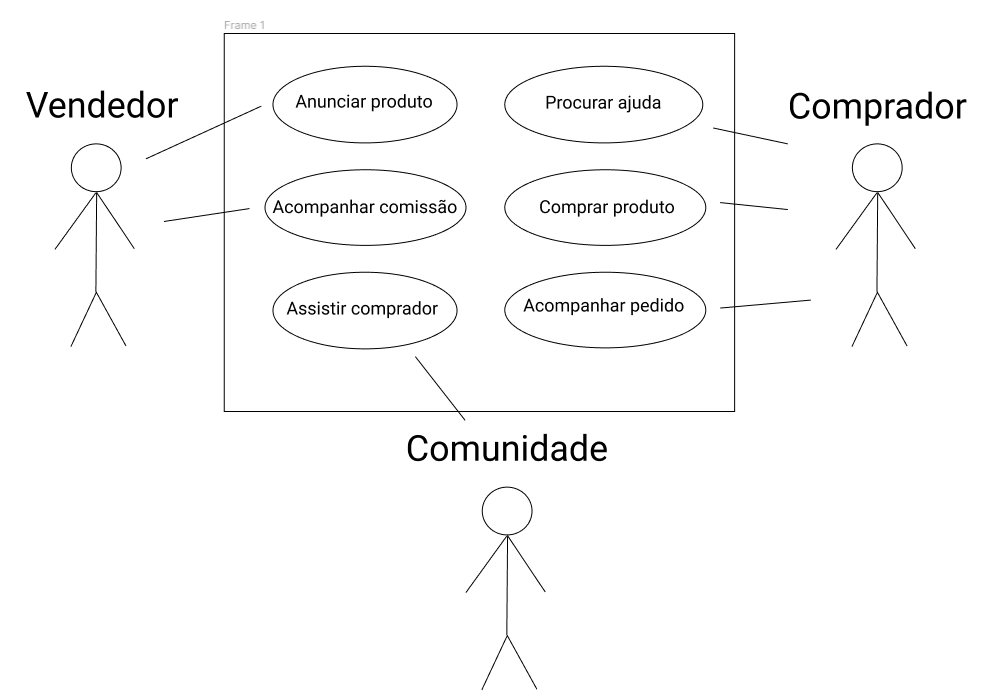 Frame 1
Vendedor
Anunciar produto
Procurar ajuda
Comprador
Acompanhar comissão
Comprar produto
Assistir comprador
Acompanhar pedido
Comunidade